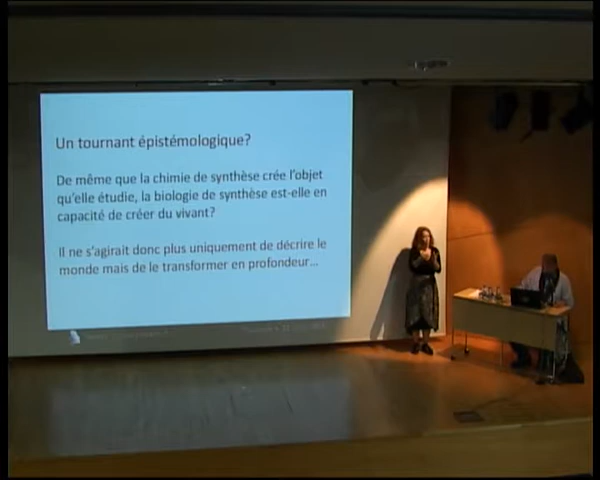 Un tournant épistémologique?
De même que la chimie de synthèse crée l'objet
qu'elle étudie, la biologie de synthèse est-elle en
capacité de créer du vivant?
Il ne s'agirait donc plus uniquement de décrire le
monde mais de le transformer en profondeur...